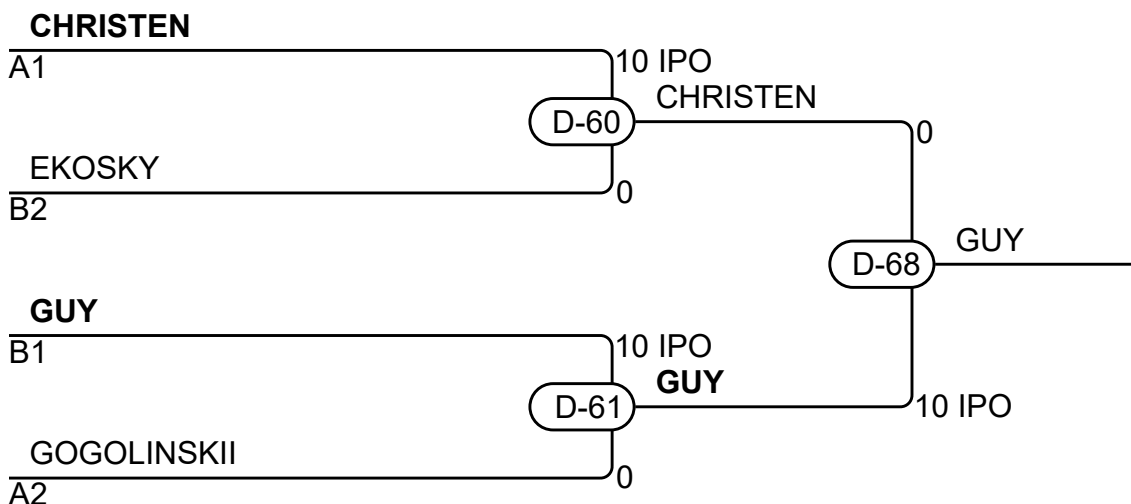 CHRISTEN
A1
10 IPO
CHRISTEN
D-60
0
EKOSKY
0
B2
GUY
D-68
GUY
B1
10 IPO
GUY
D-61
10 IPO
GOGOLINSKII
0
A2